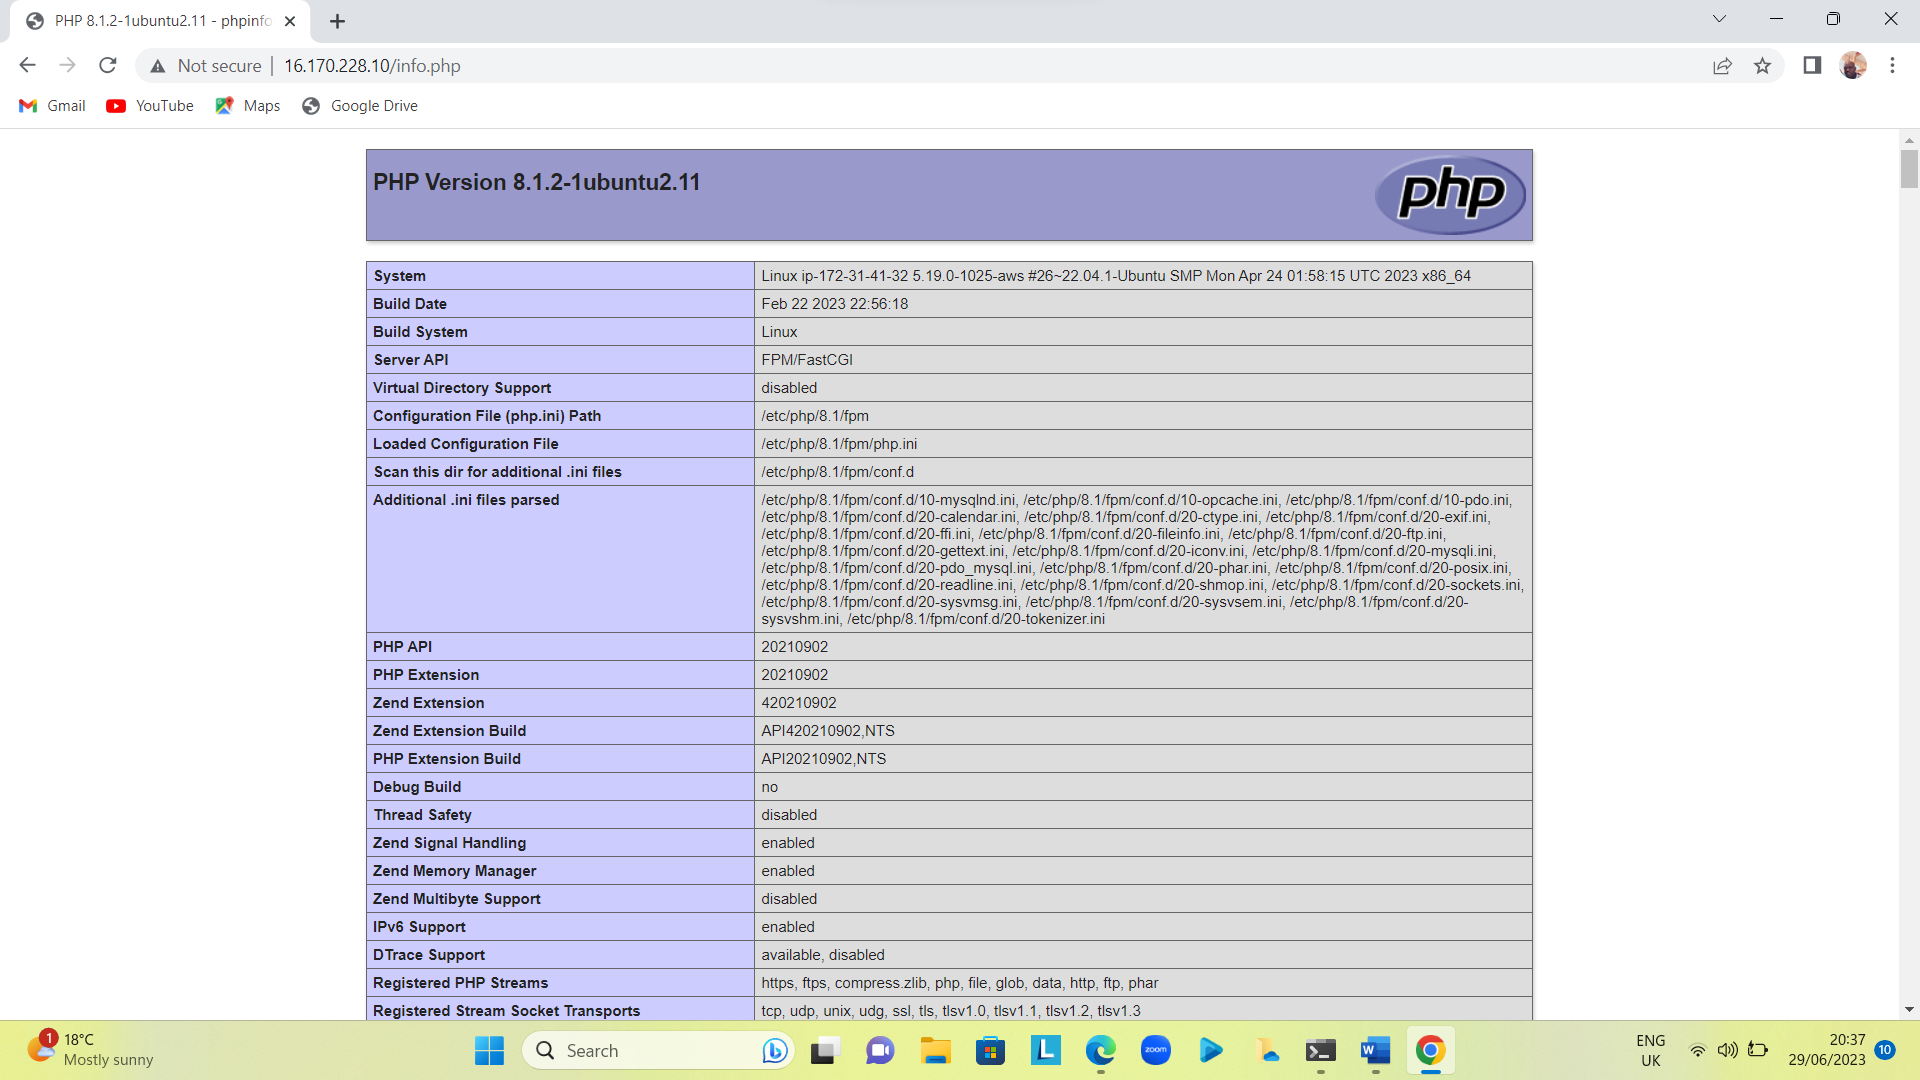 PHP 8.1.2-1ubuntu2.11 - phpinfo
Not secure | 16.170.228.10/info.php
Gmail YouTube Maps Google Drive
PHP Version 8.1.2-1ubuntu2.11
php
System Linux ip-172-31-41-32 5.19.0-1025-aws #26~22.04.1-Ubuntu SMP Mon Apr 24 01:58:15 UTC 2023 x86_64
Build Date Feb 22 2023 22:56:18
Build System Linux
Server API FPM/FastCGI
Virtual Directory Support disabled
Configuration File (php.ini) Path /etc/php/8.1/fpm
Loaded Configuration File /etc/php/8.1/fpm/php.ini
Scan this dir for additional .ini files /etc/php/8.1/fpm/conf.d
Additional .ini files parsed /etc/php/8.1/fpm/conf.d/10-mysqlnd.ini, /etc/php/8.1/fpm/conf.d/10-opcache.ini, /etc/php/8.1/fpm/conf.d/10-pdo.ini,
/etc/php/8.1/fpm/conf.d/20-calendar.ini, /etc/php/8.1/fpm/conf.d/20-ctype.ini, /etc/php/8.1/fpm/conf.d/20-exif.ini,
/etc/php/8.1/fpm/conf.d/20-ffi.ini, /etc/php/8.1/fpm/conf.d/20-fileinfo.ini, /etc/php/8.1/fpm/conf.d/20-ftp.ini,
/etc/php/8.1/fpm/conf.d/20-gettext.ini, /etc/php/8.1/fpm/conf.d/20-iconv.ini, /etc/php/8.1/fpm/conf.d/20-mysqli.ini,
/etc/php/8.1/fpm/conf.d/20-pdo_mysql.ini, /etc/php/8.1/fpm/conf.d/20-phar.ini, /etc/php/8.1/fpm/conf.d/20-posix.ini,
/etc/php/8.1/fpm/conf.d/20-readline.ini, /etc/php/8.1/fpm/conf.d/20-shmop.ini, /etc/php/8.1/fpm/conf.d/20-sockets.ini,
/etc/php/8.1/fpm/conf.d/20-sysvmsg.ini, /etc/php/8.1/fpm/conf.d/20-sysvsem.ini, /etc/php/8.1/fpm/conf.d/20-
sysvshm.ini, /etc/php/8.1/fpm/conf.d/20-tokenizer.ini
PHP API 20210902
PHP Extension 20210902
Zend Extension 420210902
Zend Extension Build API420210902,NTS
PHP Extension Build API20210902,NTS
Debug Build no
Thread Safety disabled
Zend Signal Handling enabled
Zend Memory Manager enabled
Zend Multibyte Support disabled
IPv6 Support enabled
DTrace Support available, disabled
Registered PHP Streams https, ftps, compress.zlib, php, file, glob, data, http, ftp, phar
Registered Stream Socket Transports tcp, udp, unix, udg, ssl, tls, tlsv1.0, tlsv1.1, tlsv1.2, tlsv1.3
1
18°C
Mostly sunny
Search
L
zoom
W
ENG
UK
20:37
29/06/2023
10